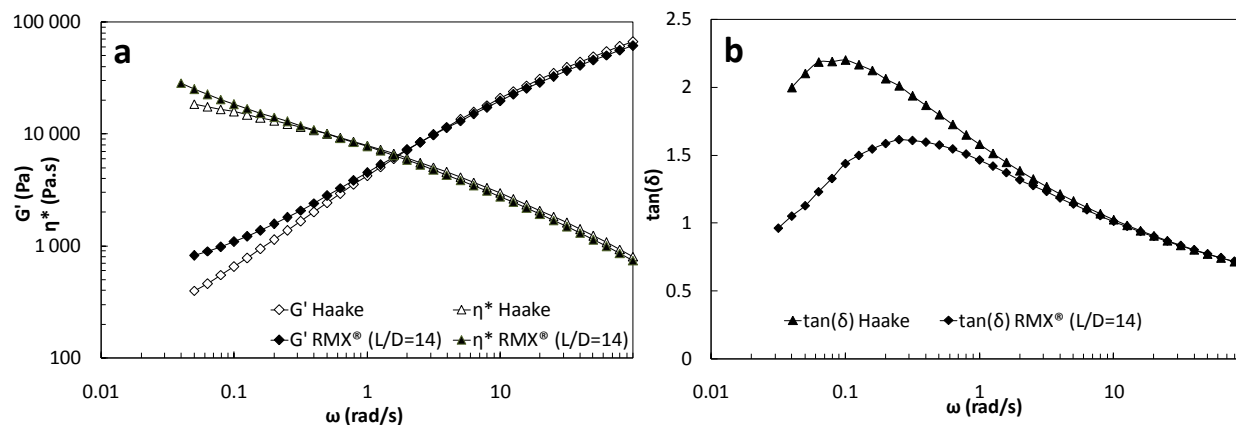 a
100 000
10 000
1 000
100
G' (Pa)
η* (Pa.s)
0.01 0.1 1 10
ω (rad/s)
G' Haake
η* Haake
G' RMX® (L/D=14)
η* RMX® (L/D=14)
b
2.5
2
1.5
1
0.5
0
tan(δ)
0.01 0.1 1 10
ω (rad/s)
tan(δ) Haake
tan(δ) RMX® (L/D=14)